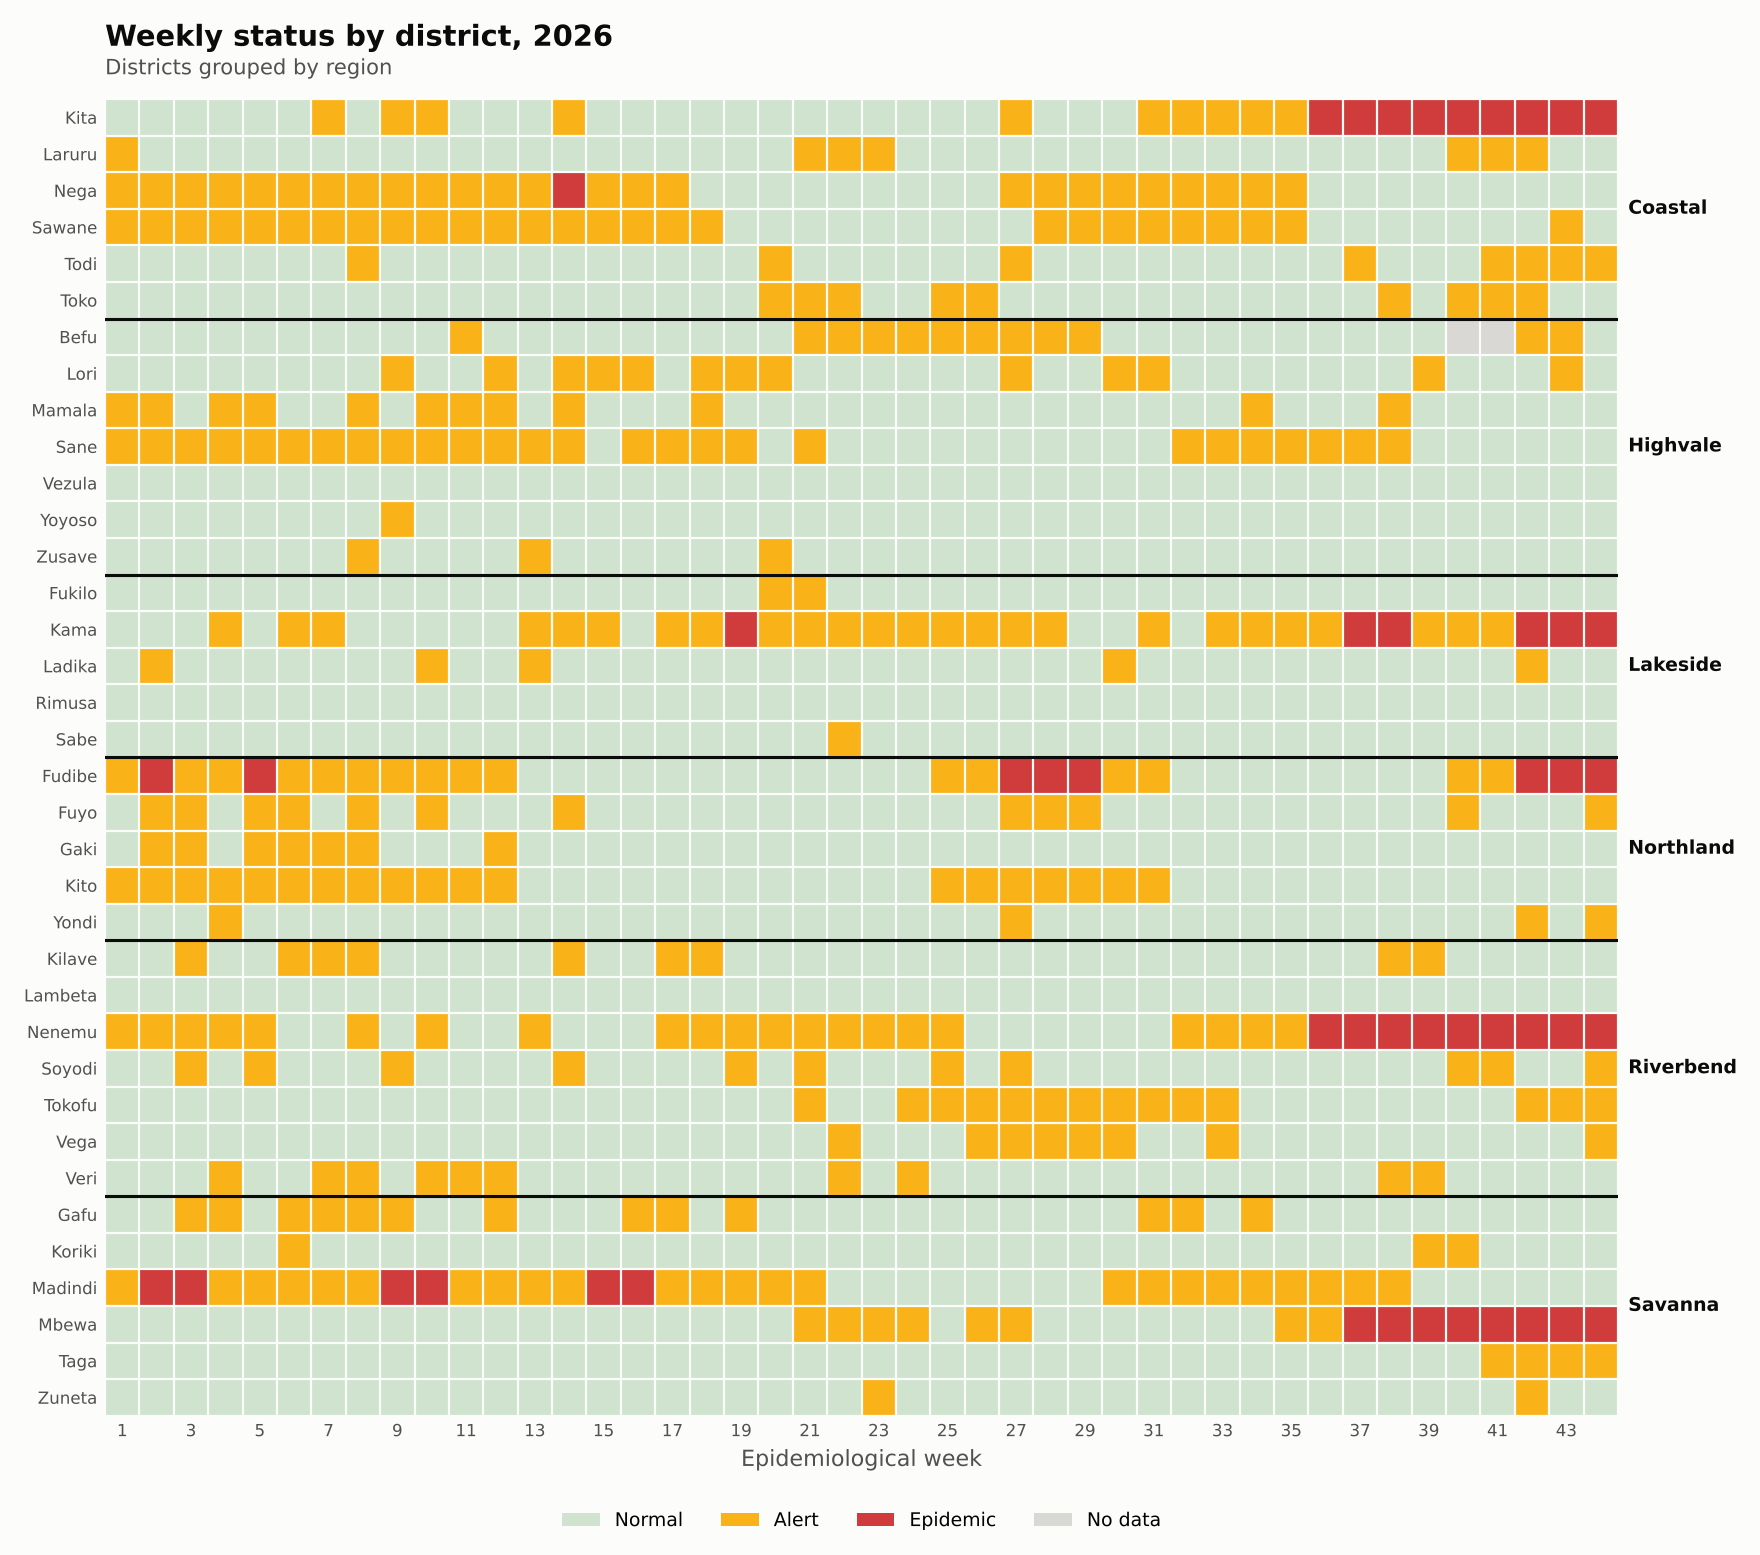 Weekly status by district, 2026
Districts grouped by region
Kita
Laruru
Nega
Sawane
Todi
Toko
Coastal
Befu
Lori
Mamala
Sane
Vezula
Yoyoso
Zusave
Highvale
Fukilo
Kama
Ladika
Rimusa
Sabe
Lakeside
Fudibe
Fuyo
Gaki
Kito
Yondi
Northland
Kilave
Lambeta
Nenemu
Soyodi
Tokofu
Vega
Veri
Riverbend
Gafu
Koriki
Madindi
Mbewa
Taga
Zuneta
Savanna
1 3 5 7 9 11 13 15 17 19 21 23 25 27 29 31 33 35 37 39 41 43
Epidemiological week
Normal Alert Epidemic No data